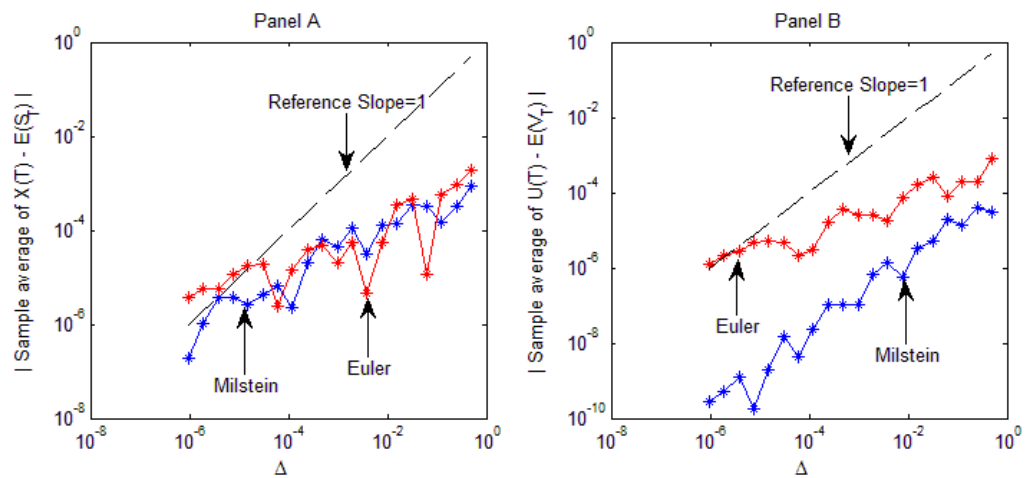 Panel A
| Sample average of X(T) - E(S_T) |
10^0
10^-2
10^-4
10^-6
10^-8
Reference Slope=1
Milstein
Euler
10^-8
10^-6
10^-4
10^-2
10^0
Δ
Panel B
| Sample average of U(T) - E(V_T) |
10^0
10^-2
10^-4
10^-6
10^-8
10^-10
Reference Slope=1
Euler
Milstein
10^-8
10^-6
10^-4
10^-2
10^0
Δ